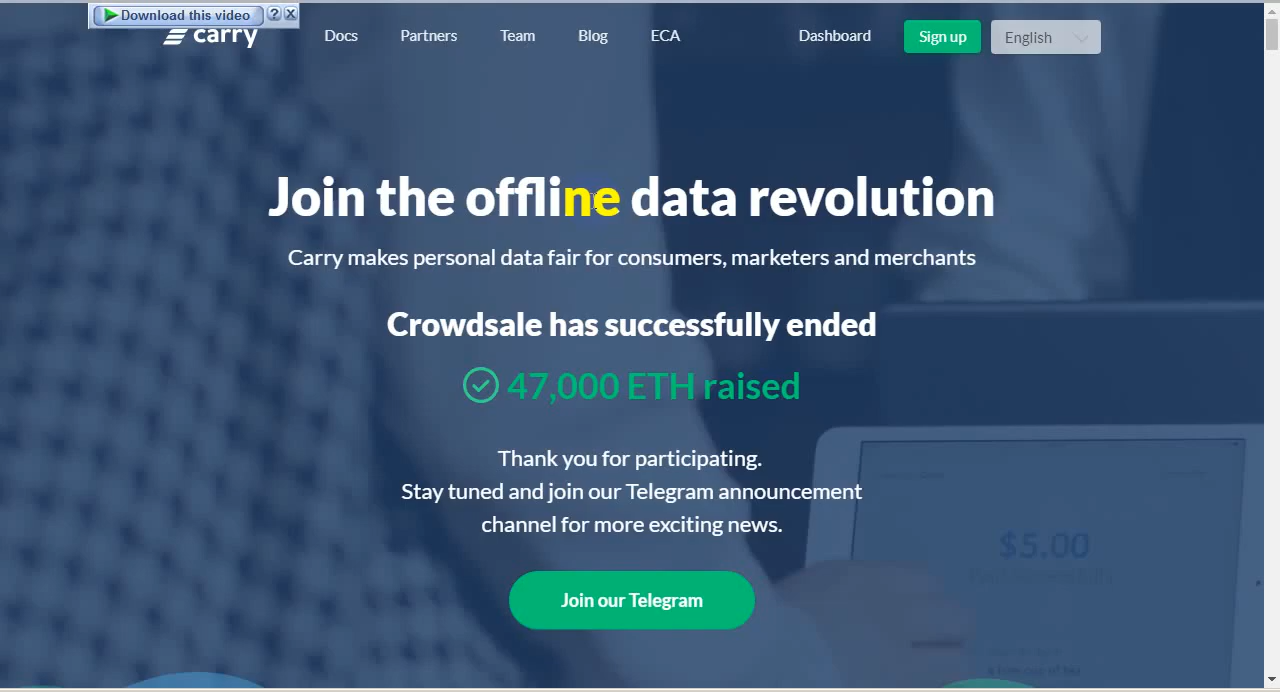 Download this video ? X
carry Docs Partners Team Blog ECA Dashboard Sign up English
Join the offline data revolution
Carry makes personal data fair for consumers, marketers and merchants
Crowdsale has successfully ended
47,000 ETH raised
Thank you for participating.
Stay tuned and join our Telegram announcement
channel for more exciting news.
$5.00
Join our Telegram